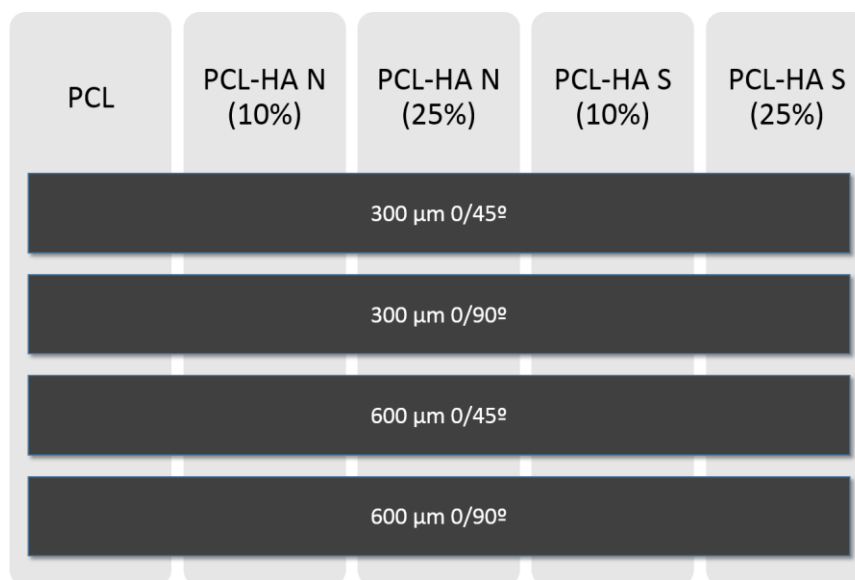 PCL
PCL-HA N
(10%)
PCL-HA N
(25%)
PCL-HA S
(10%)
PCL-HA S
(25%)
300 µm 0/45º
300 µm 0/90º
600 µm 0/45º
600 µm 0/90º